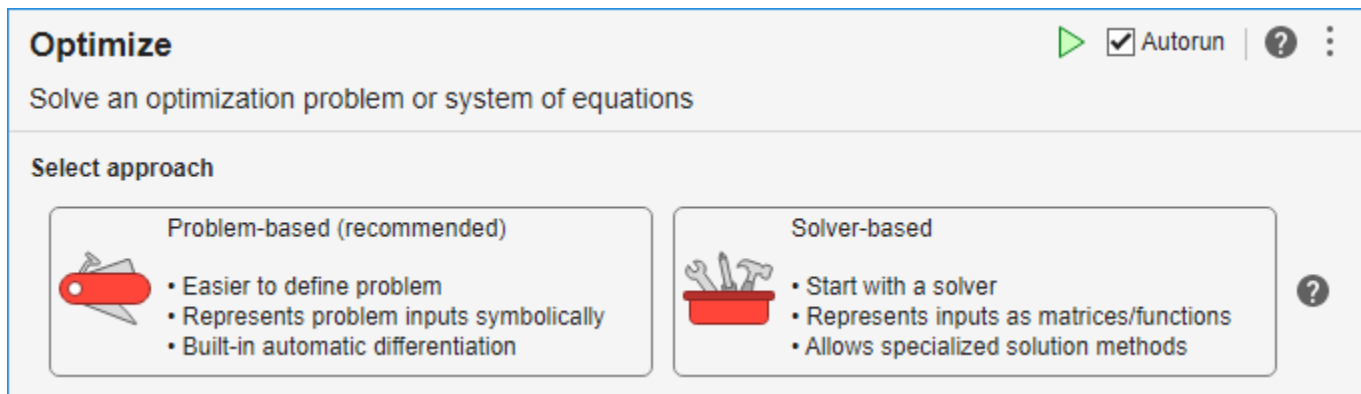 Optimize
Autorun
Solve an optimization problem or system of equations
Select approach
Problem-based (recommended)
• Easier to define problem
• Represents problem inputs symbolically
• Built-in automatic differentiation
Solver-based
• Start with a solver
• Represents inputs as matrices/functions
• Allows specialized solution methods